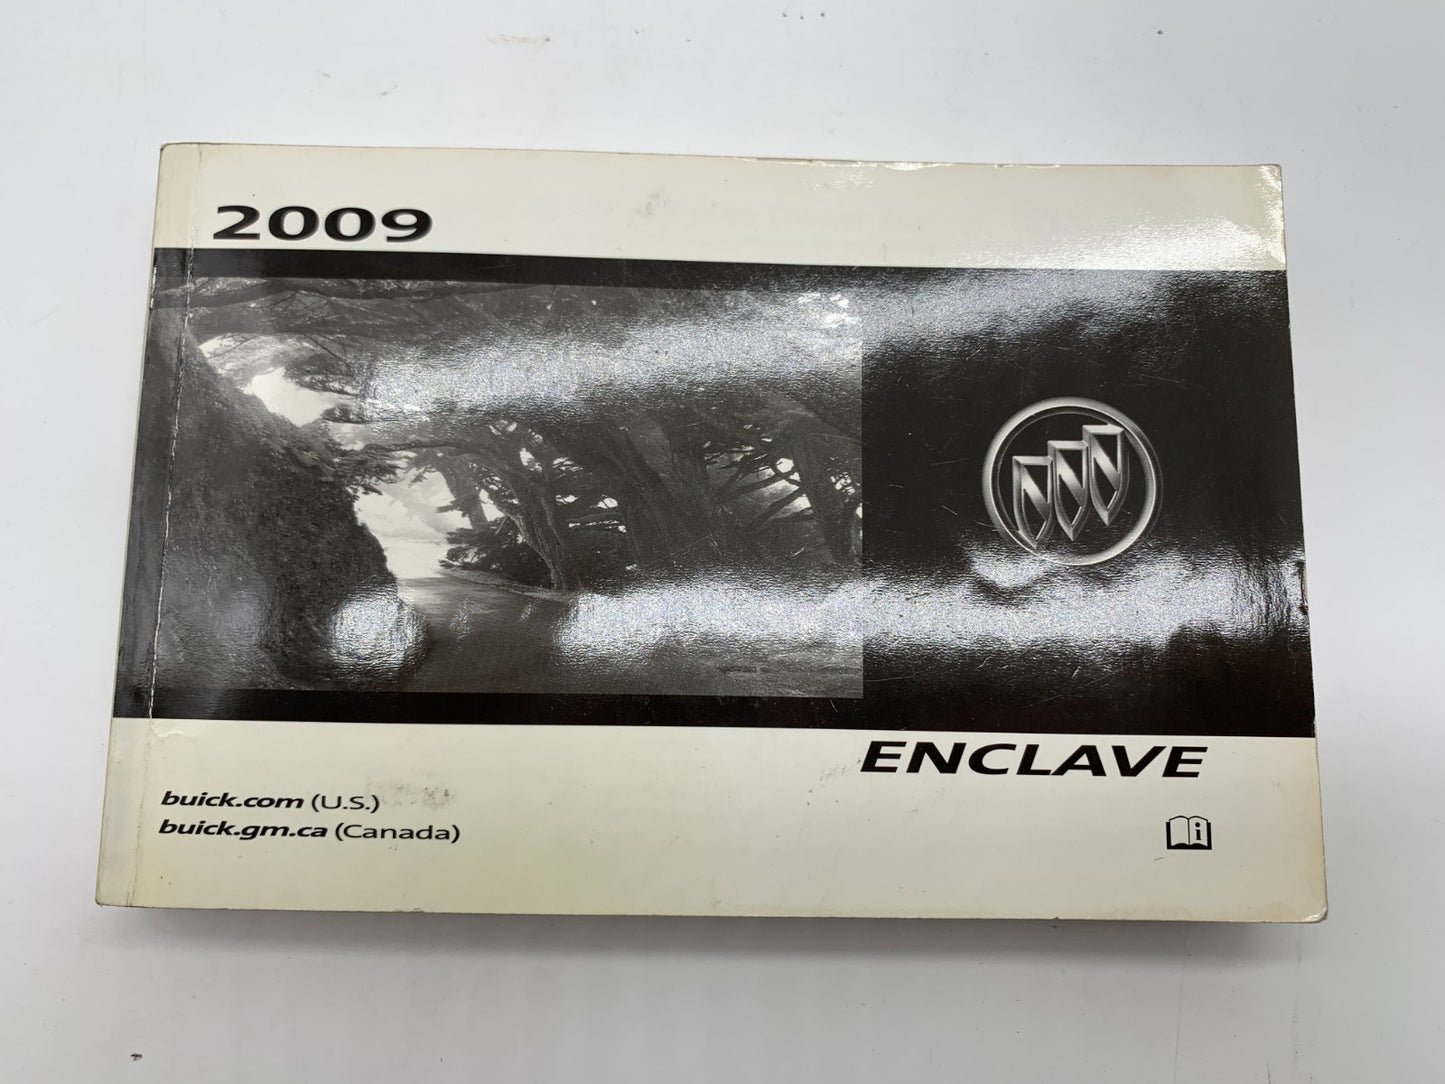 2009
ENCLAVE
buick.com (U.S.)
buick.gm.ca (Canada)
i